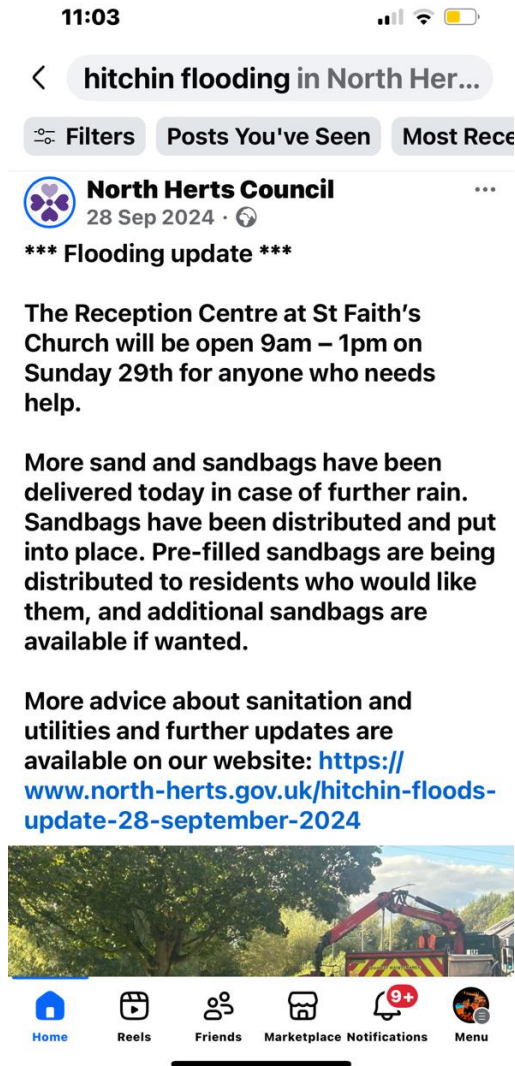 11:03
hitchin flooding in North Her...
Filters
Posts You've Seen
Most Rece
North Herts Council
28 Sep 2024 ·
*** Flooding update ***
The Reception Centre at St Faith's
Church will be open 9am – 1pm on
Sunday 29th for anyone who needs
help.
More sand and sandbags have been
delivered today in case of further rain.
Sandbags have been distributed and put
into place. Pre-filled sandbags are being
distributed to residents who would like
them, and additional sandbags are
available if wanted.
More advice about sanitation and
utilities and further updates are
available on our website: https://
www.north-herts.gov.uk/hitchin-floods-
update-28-september-2024
9+
Home
Reels
Friends
Marketplace
Notifications
Menu